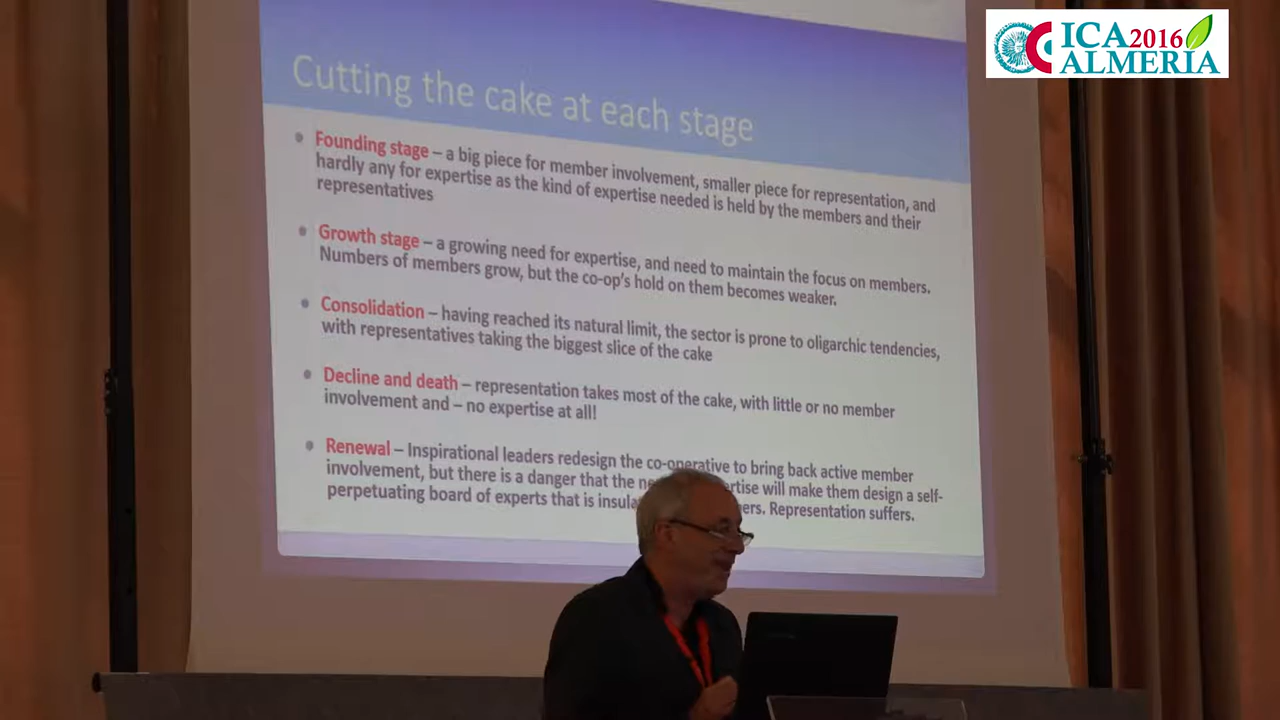 ICA 2016
ALMERIA
Cutting the cake at each stage
Founding stage – a big piece for member involvement, smaller piece for representation, and
hardly any for expertise as the kind of expertise needed is held by the members and their
representatives
Growth stage – a growing need for expertise, and need to maintain the focus on members.
Numbers of members grow, but the co-op's hold on them becomes weaker.
Consolidation – having reached its natural limit, the sector is prone to oligarchic tendencies,
with representatives taking the biggest slice of the cake
Decline and death – representation takes most of the cake, with little or no member
involvement and – no expertise at all!
Renewal – Inspirational leaders redesign the co-operative to bring back active member
involvement, but there is a danger that the will make them design a self-
perpetuating board of experts that is Representation suffers.